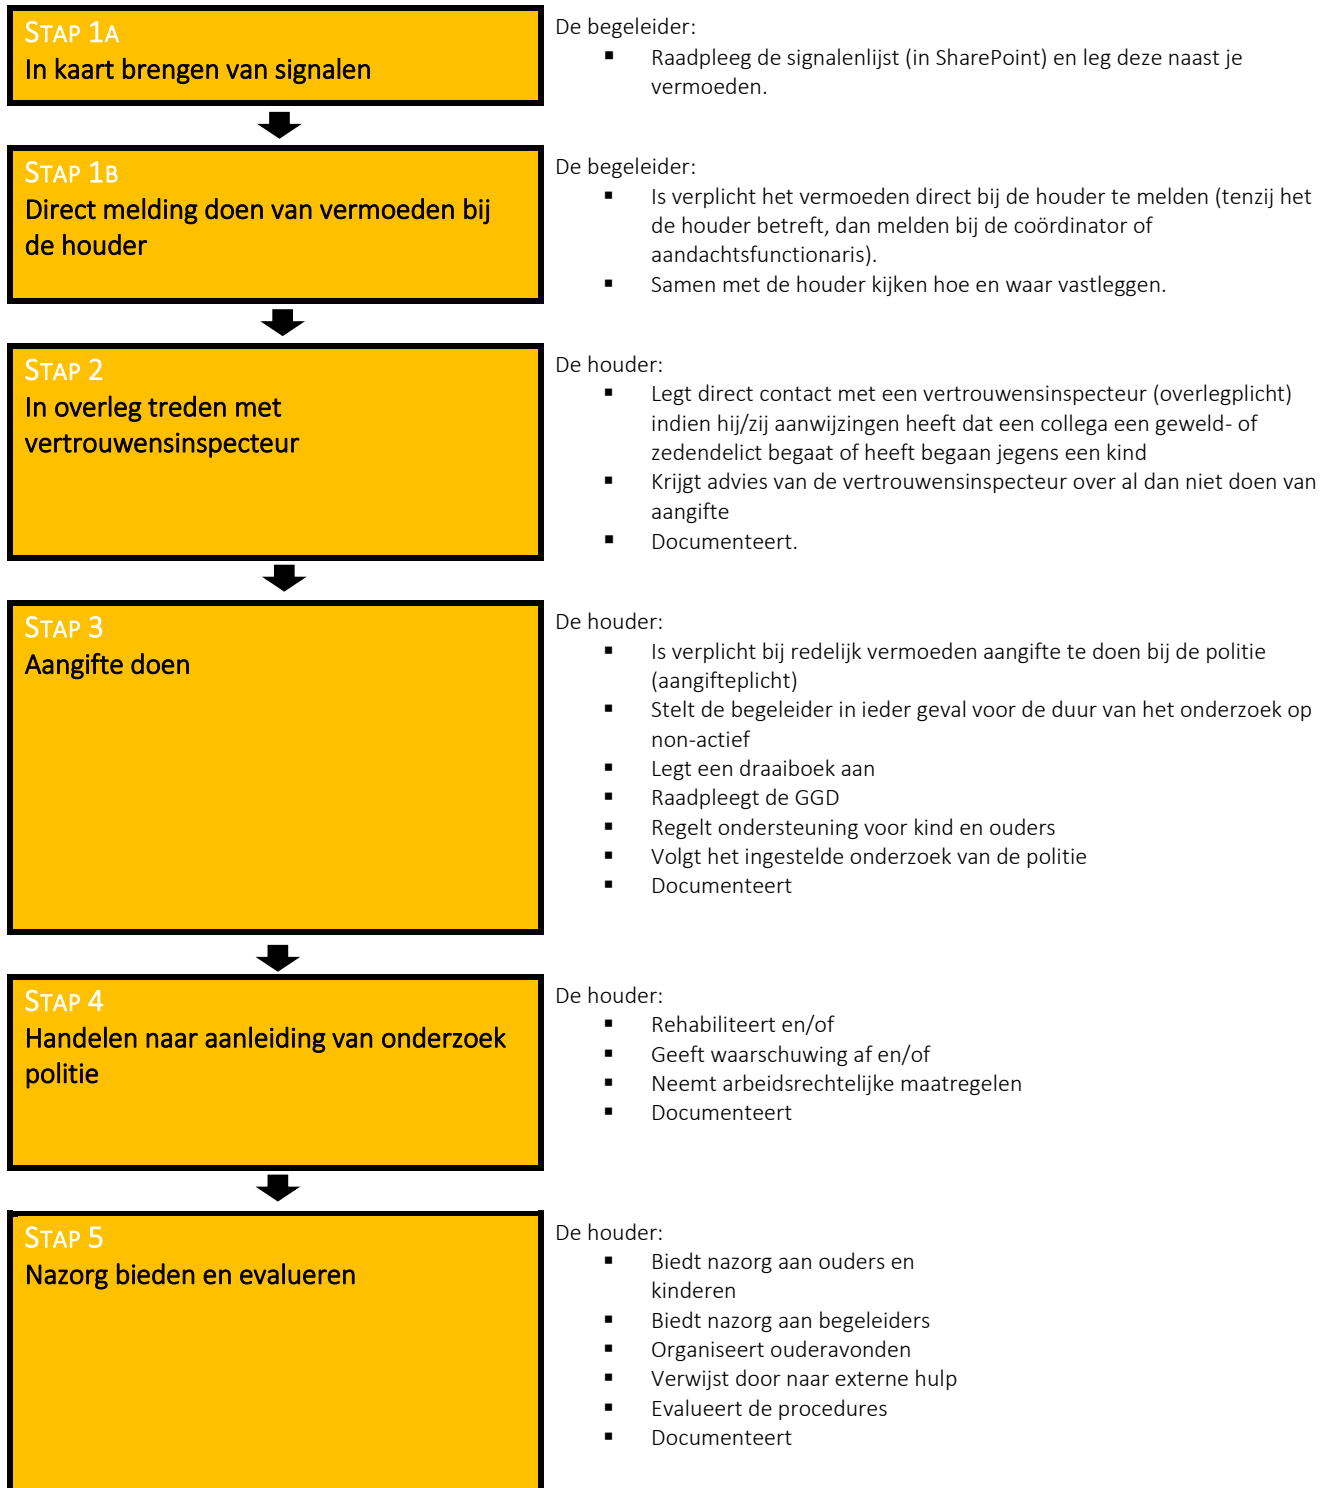 STAP 1A
In kaart brengen van signalen
De begeleider:
▪ Raadpleeg de signalenlijst (in SharePoint) en leg deze naast je
vermoeden.
STAP 1B
Direct melding doen van vermoeden bij
de houder
De begeleider:
▪ Is verplicht het vermoeden direct bij de houder te melden (tenzij het
de houder betreft, dan melden bij de coördinator of
aandachtsfunctionaris).
▪ Samen met de houder kijken hoe en waar vastleggen.
STAP 2
In overleg treden met
vertrouwensinspecteur
De houder:
▪ Legt direct contact met een vertrouwensinspecteur (overlegplicht)
indien hij/zij aanwijzingen heeft dat een collega een geweld- of
zedendelict begaat of heeft begaan jegens een kind
▪ Krijgt advies van de vertrouwensinspecteur over al dan niet doen van
aangifte
▪ Documenteert.
STAP 3
Aangifte doen
De houder:
▪ Is verplicht bij redelijk vermoeden aangifte te doen bij de politie
(aangifteplicht)
▪ Stelt de begeleider in ieder geval voor de duur van het onderzoek op
non-actief
▪ Legt een draaiboek aan
▪ Raadpleegt de GGD
▪ Regelt ondersteuning voor kind en ouders
▪ Volgt het ingestelde onderzoek van de politie
▪ Documenteert
STAP 4
Handelen naar aanleiding van onderzoek
politie
De houder:
▪ Rehabiliteert en/of
▪ Geeft waarschuwing af en/of
▪ Neemt arbeidsrechtelijke maatregelen
▪ Documenteert
STAP 5
Nazorg bieden en evalueren
De houder:
▪ Biedt nazorg aan ouders en
kinderen
▪ Biedt nazorg aan begeleiders
▪ Organiseert ouderavonden
▪ Verwijst door naar externe hulp
▪ Evalueert de procedures
▪ Documenteert